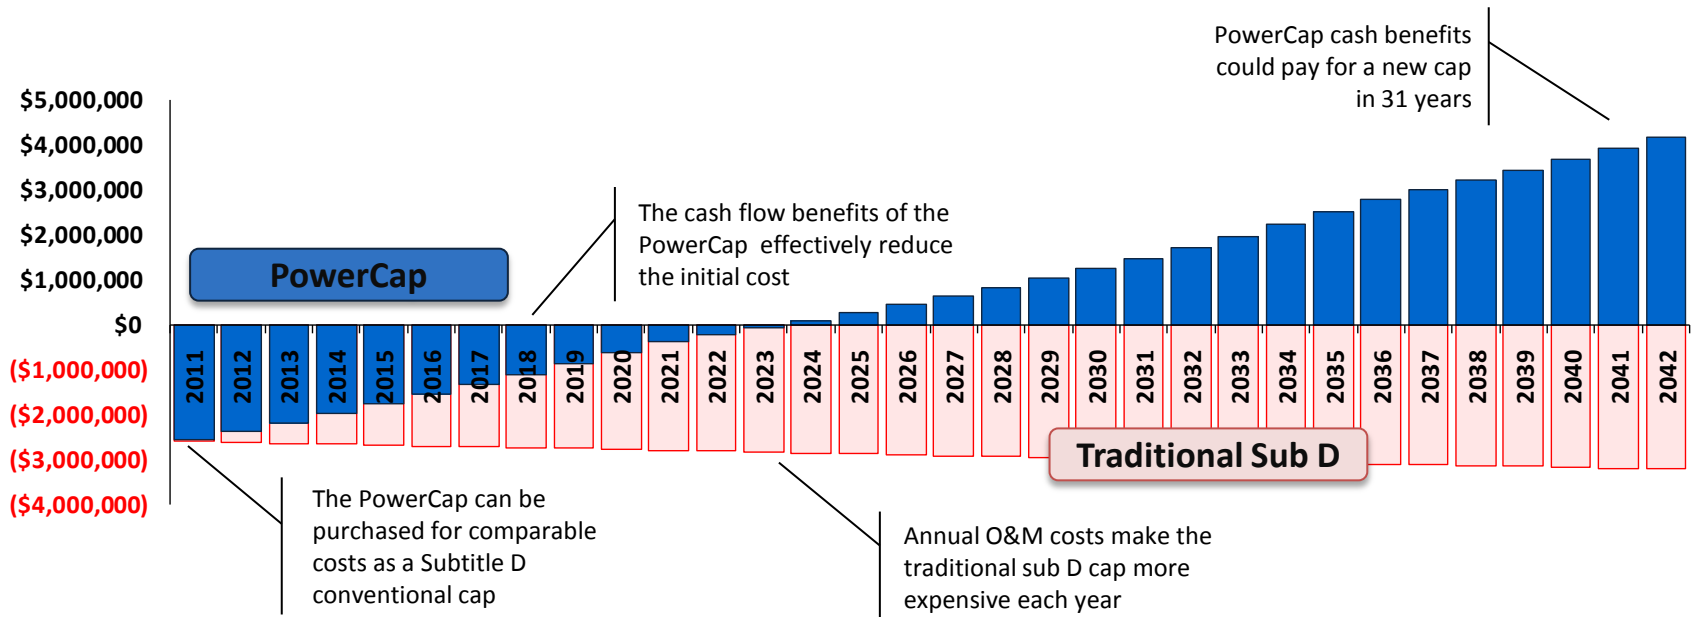 PowerCap cash benefits
could pay for a new cap
in 31 years
$5,000,000
$4,000,000
$3,000,000
$2,000,000
$1,000,000
$0
($1,000,000)
($2,000,000)
($3,000,000)
($4,000,000)
The cash flow benefits of the
PowerCap effectively reduce
the initial cost
PowerCap
2011
2012
2013
2014
2015
2016
2017
2018
2019
2020
2021
2022
2023
2024
2025
2026
2027
2028
2029
2030
2031
2032
2033
2034
2035
2036
2037
2038
2039
2040
2041
2042
Traditional Sub D
The PowerCap can be
purchased for comparable
costs as a Subtitle D
conventional cap
Annual O&M costs make the
traditional sub D cap more
expensive each year